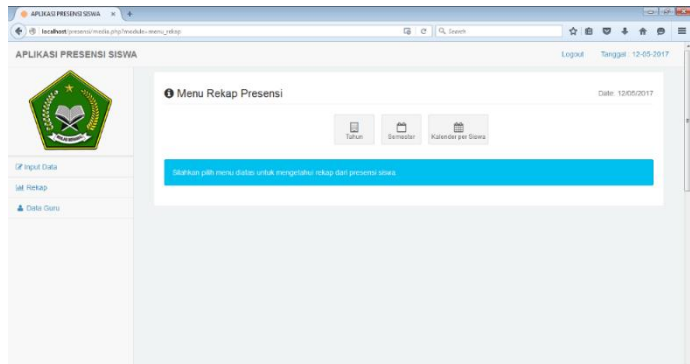 APLIKASI PRESENSI SISWA
localhost/presensi/media.php?module=menu_rekap
Search
APLIKASI PRESENSI SISWA
Logout
Tanggal : 12-05-2017
Menu Rekap Presensi
Date: 12/05/2017
Tahun
Semester
Kalender per Siswa
Silahkan pilih menu diatas untuk mengetahui rekap dari presensi siswa
Input Data
Rekap
Data Guru